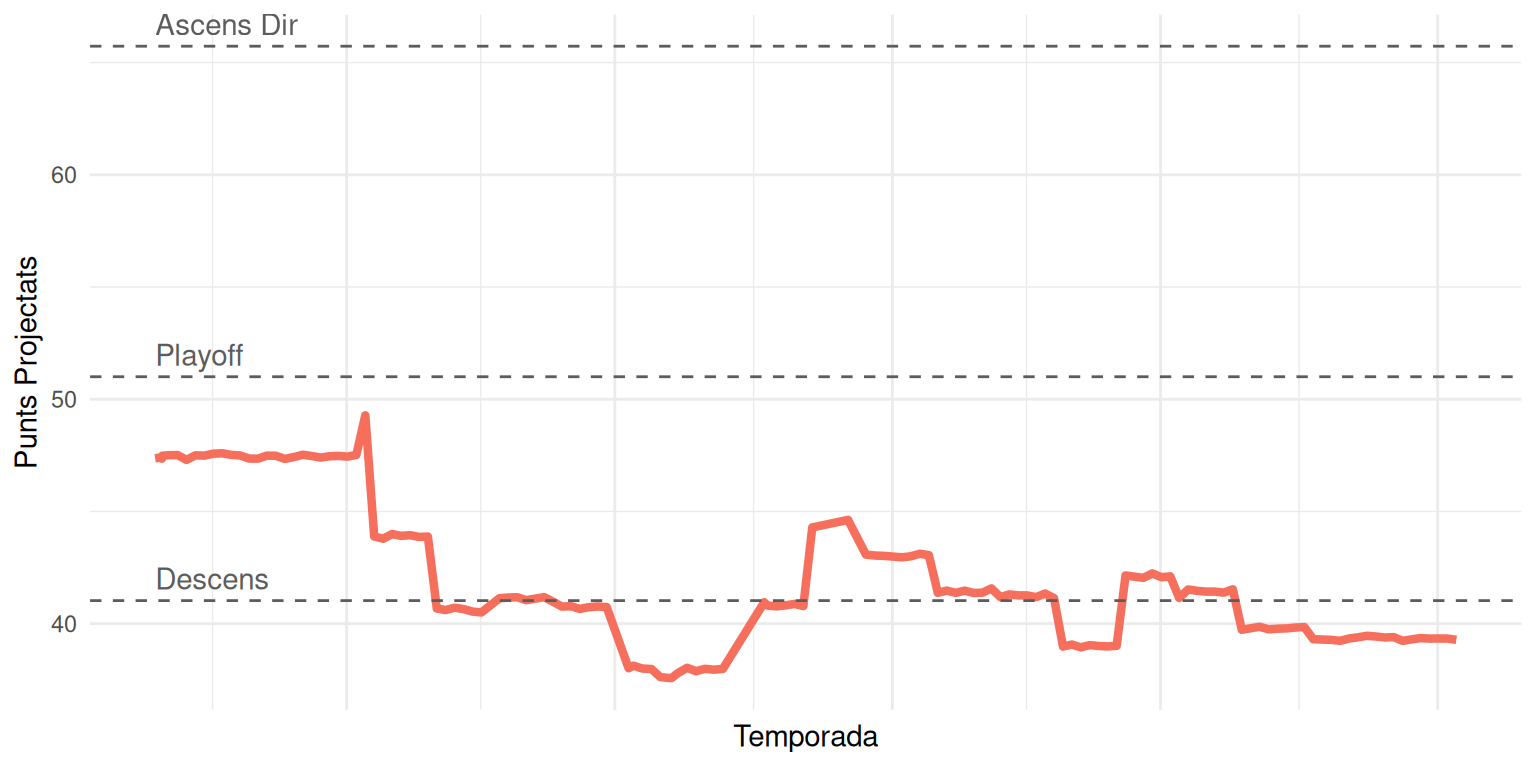 Ascens Dir
60
Playoff
50
Descens
40
Punts Projectats
Temporada